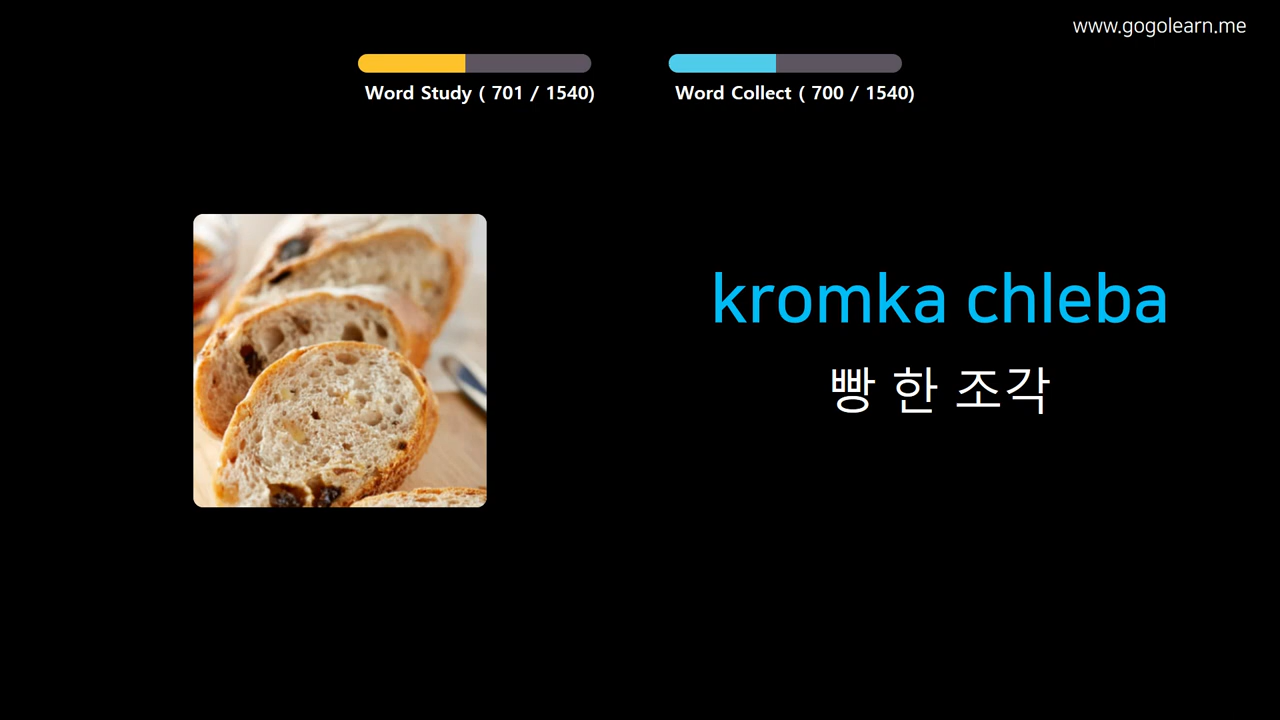 www.gogolearn.me
Word Study ( 701 / 1540)
Word Collect ( 700 / 1540)
kromka chleba
빵 한 조각